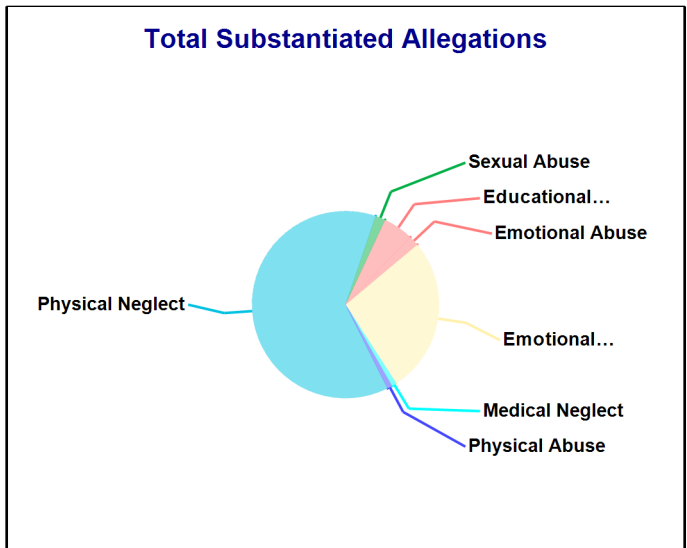 Total Substantiated Allegations
Sexual Abuse
Educational…
Emotional Abuse
Physical Neglect
Emotional…
Medical Neglect
Physical Abuse